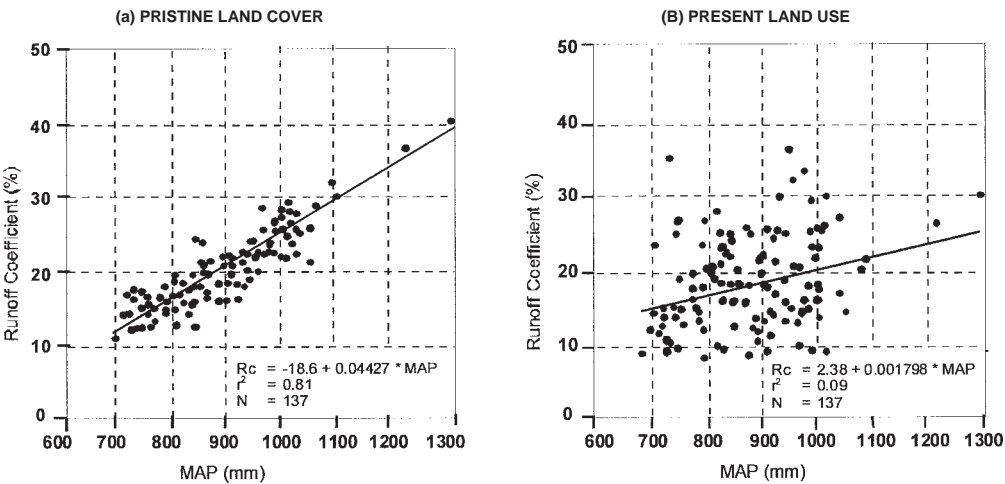 (a) PRISTINE LAND COVER
50
40
30
20
10
0
Runoff Coefficient (%)
Rc = -18.6 + 0.04427 * MAP
r² = 0.81
N = 137
600 700 800 900 1000 1100 1200 1300
MAP (mm)
(B) PRESENT LAND USE
50
40
30
20
10
0
Runoff Coefficient (%)
Rc = 2.38 + 0.001798 * MAP
r² = 0.09
N = 137
600 700 800 900 1000 1100 1200 1300
MAP (mm)